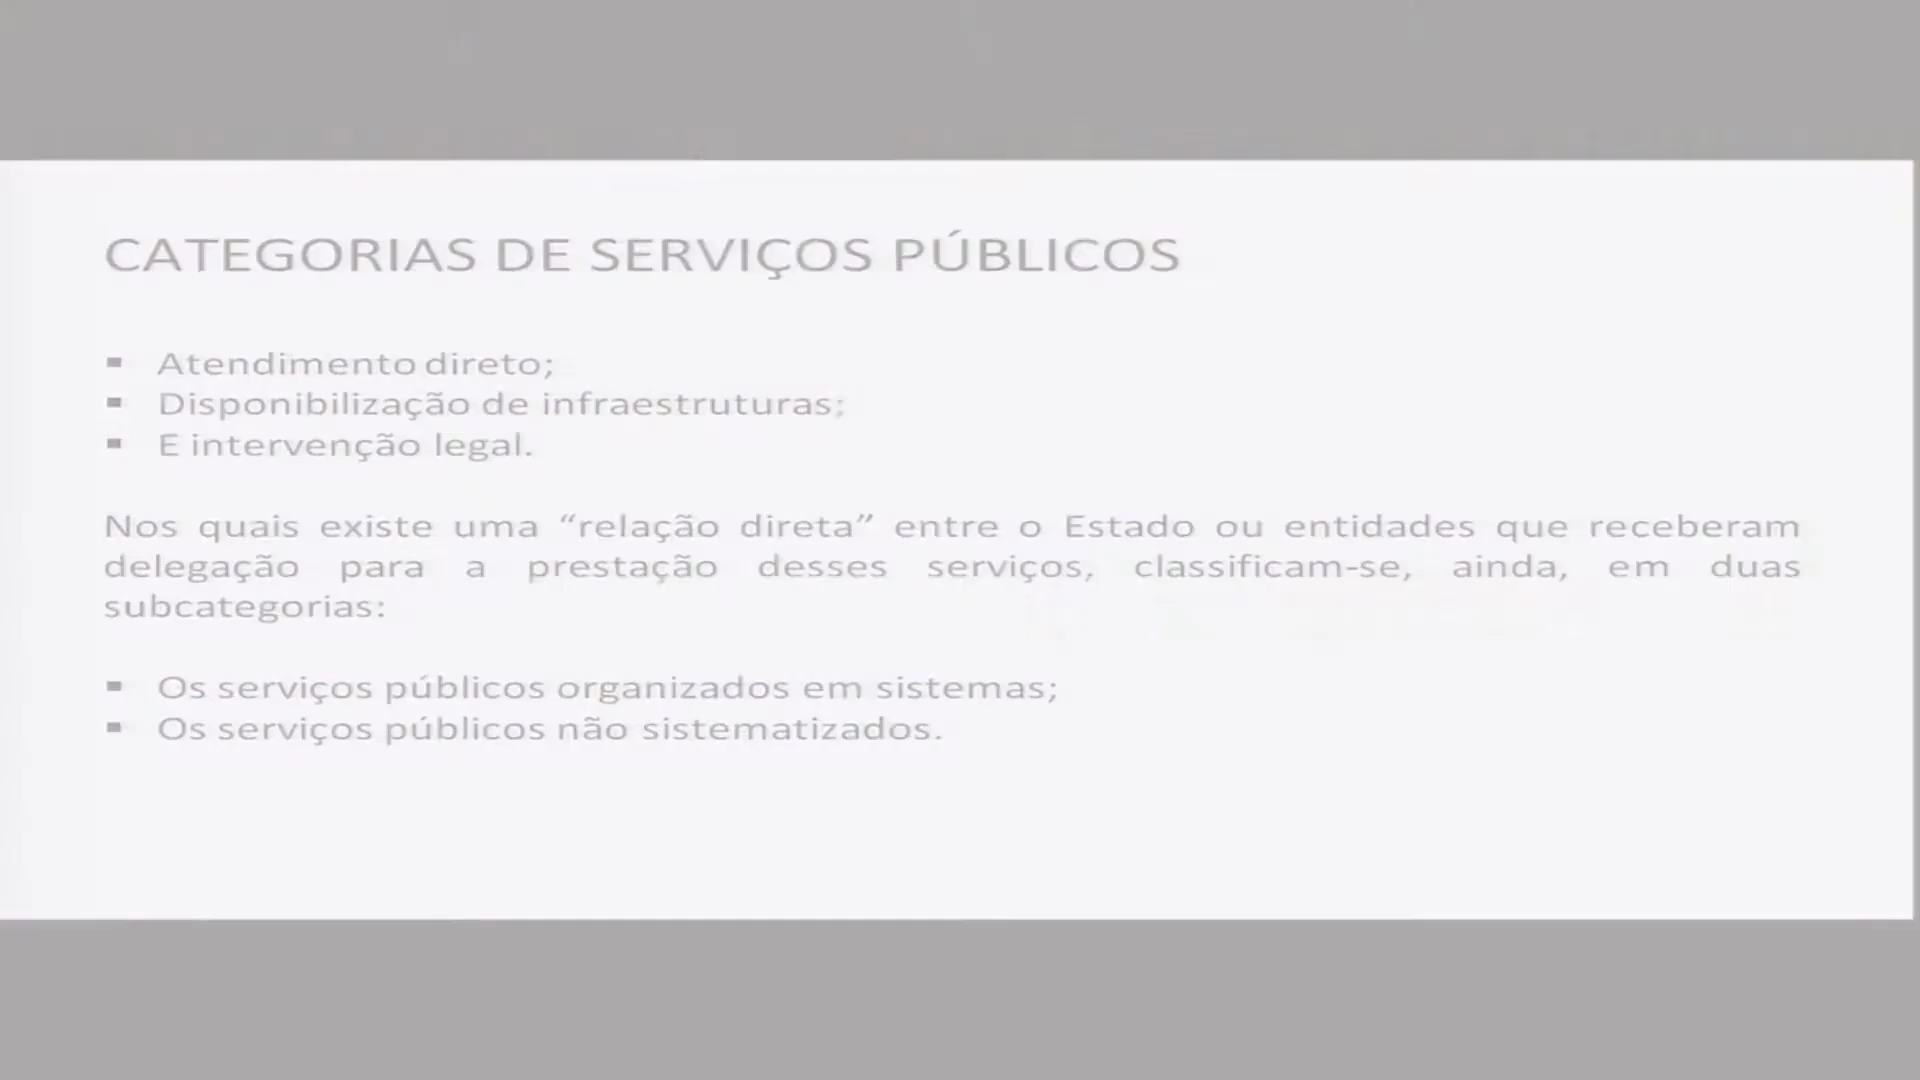 CATEGORIAS DE SERVIÇOS PÚBLICOS
▪ Atendimento direto;
▪ Disponibilização de infraestruturas;
▪ E intervenção legal.
Nos quais existe uma “relação direta” entre o Estado ou entidades que receberam
delegação para a prestação desses serviços, classificam-se, ainda, em duas
subcategorias:
▪ Os serviços públicos organizados em sistemas;
▪ Os serviços públicos não sistematizados.